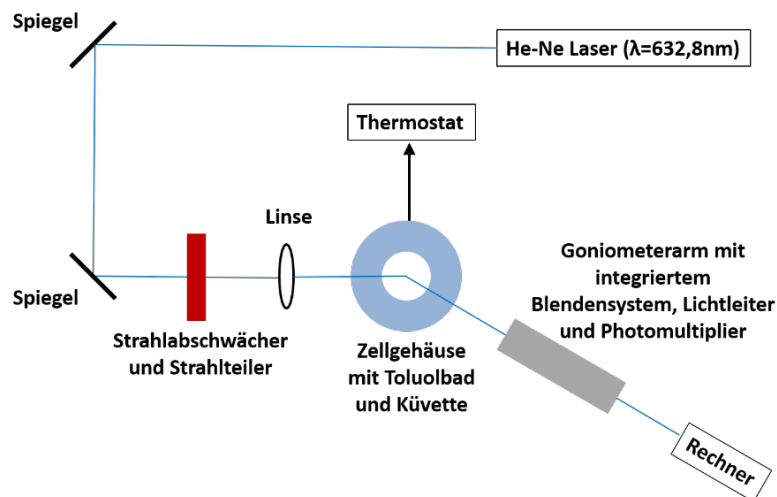 Spiegel
He-Ne Laser (λ=632,8nm)
Thermostat
Linse
Spiegel
Strahlabschwächer
und Strahlteiler
Zellgehäuse
mit Toluolbad
und Küvette
Goniometerarm mit
integriertem
Blendensystem, Lichtleiter
und Photomultiplier
Rechner